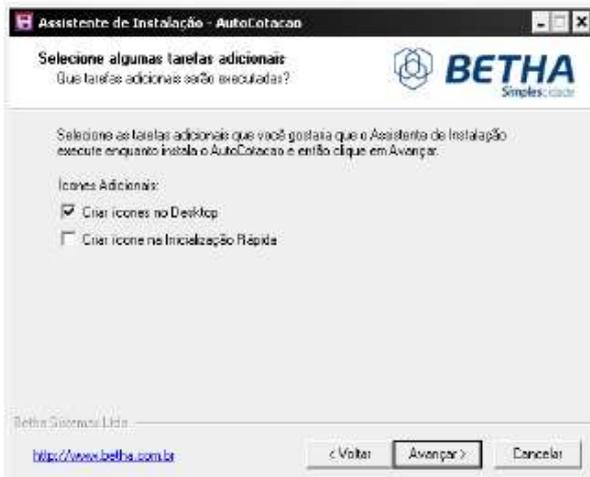 Assistente de Instalação - AutoCotacao
Selecione algumas tarefas adicionais
Que tarefas adicionais serão executadas?
BETHA
Simplescidade
Selecione as tarefas adicionais que você gostaria que o Assistente de Instalação
execute enquanto instala o AutoCotacao e então clique em Avançar.
Ícones Adicionais:
Criar ícones no Desktop
Criar ícone na Inicialização Rápida
Betha Sistemas Ltda
http://www.betha.com.br
< Voltar
Avançar >
Cancelar